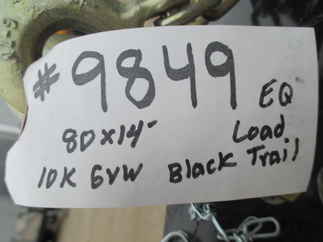 #9849 EQ
80x14" Load
10K GVW Black Trail